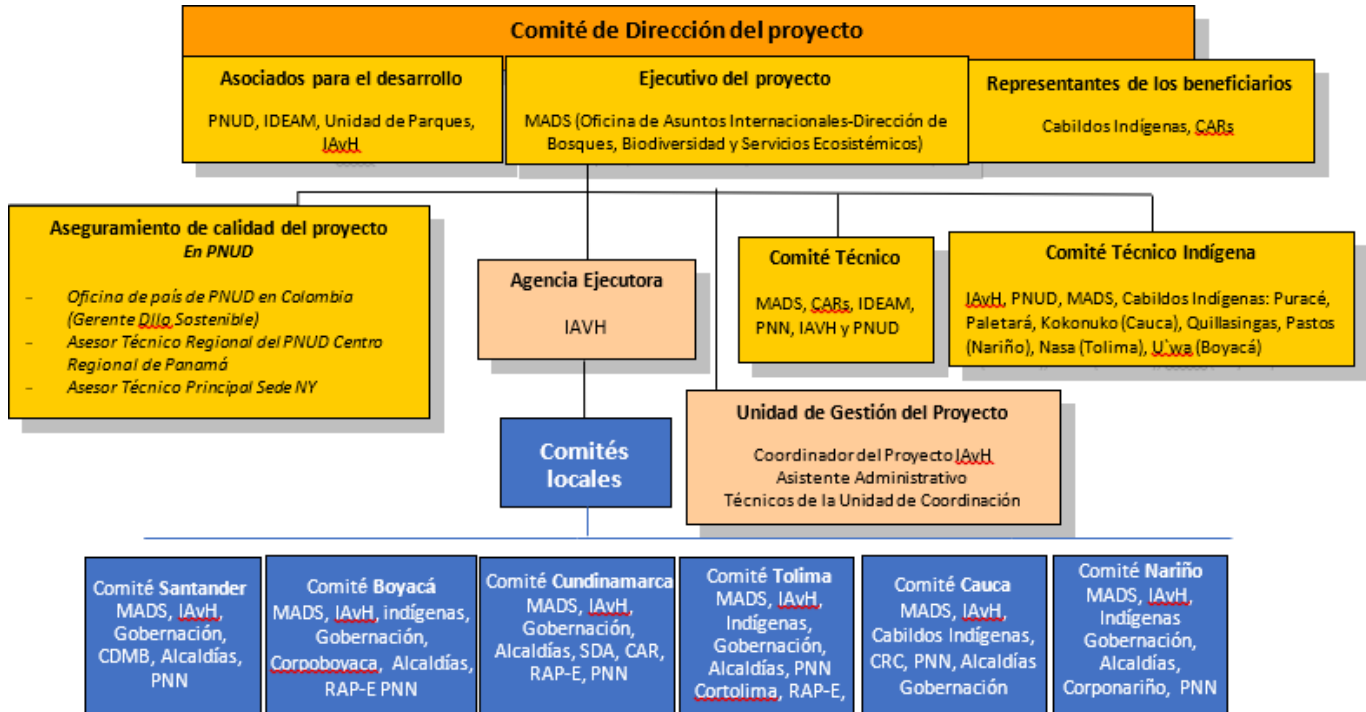 Comité de Dirección del proyecto
Asociados para el desarrollo
PNUD, IDEAM, Unidad de Parques,
IAvH
Ejecutivo del proyecto
MADS (Oficina de Asuntos Internacionales-Dirección de
Bosques, Biodiversidad y Servicios Ecosistémicos)
Representantes de los beneficiarios
Cabildos Indígenas, CARs
Aseguramiento de calidad del proyecto
En PNUD
- Oficina de país de PNUD en Colombia
(Gerente Dllo Sostenible)
- Asesor Técnico Regional del PNUD Centro
Regional de Panamá
- Asesor Técnico Principal Sede NY
Agencia Ejecutora
IAVH
Comité Técnico
MADS, CARs, IDEAM,
PNN, IAVH y PNUD
Comité Técnico Indígena
IAvH, PNUD, MADS, Cabildos Indígenas: Puracé,
Paletará, Kokonuko (Cauca), Quillasingas, Pastos
(Nariño), Nasa (Tolima), U`wa (Boyacá)
Unidad de Gestión del Proyecto
Coordinador del Proyecto IAvH
Asistente Administrativo
Técnicos de la Unidad de Coordinación
Comités
locales
Comité Santander
MADS, IAvH,
Gobernación,
CDMB, Alcaldías,
PNN
Comité Boyacá
MADS, IAvH, indígenas,
Gobernación,
Corpoboyaca, Alcaldías,
RAP-E PNN
Comité Cundinamarca
MADS, IAvH,
Gobernación,
Alcaldías, SDA, CAR,
RAP-E, PNN
Comité Tolima
MADS, IAvH,
Indígenas,
Gobernación,
Alcaldías, PNN
Cortolima, RAP-E,
Comité Cauca
MADS, IAvH,
Cabildos Indígenas,
CRC, PNN, Alcaldías
Gobernación
Comité Nariño
MADS, IAvH,
Indígenas
Gobernación,
Alcaldías,
Corponariño, PNN